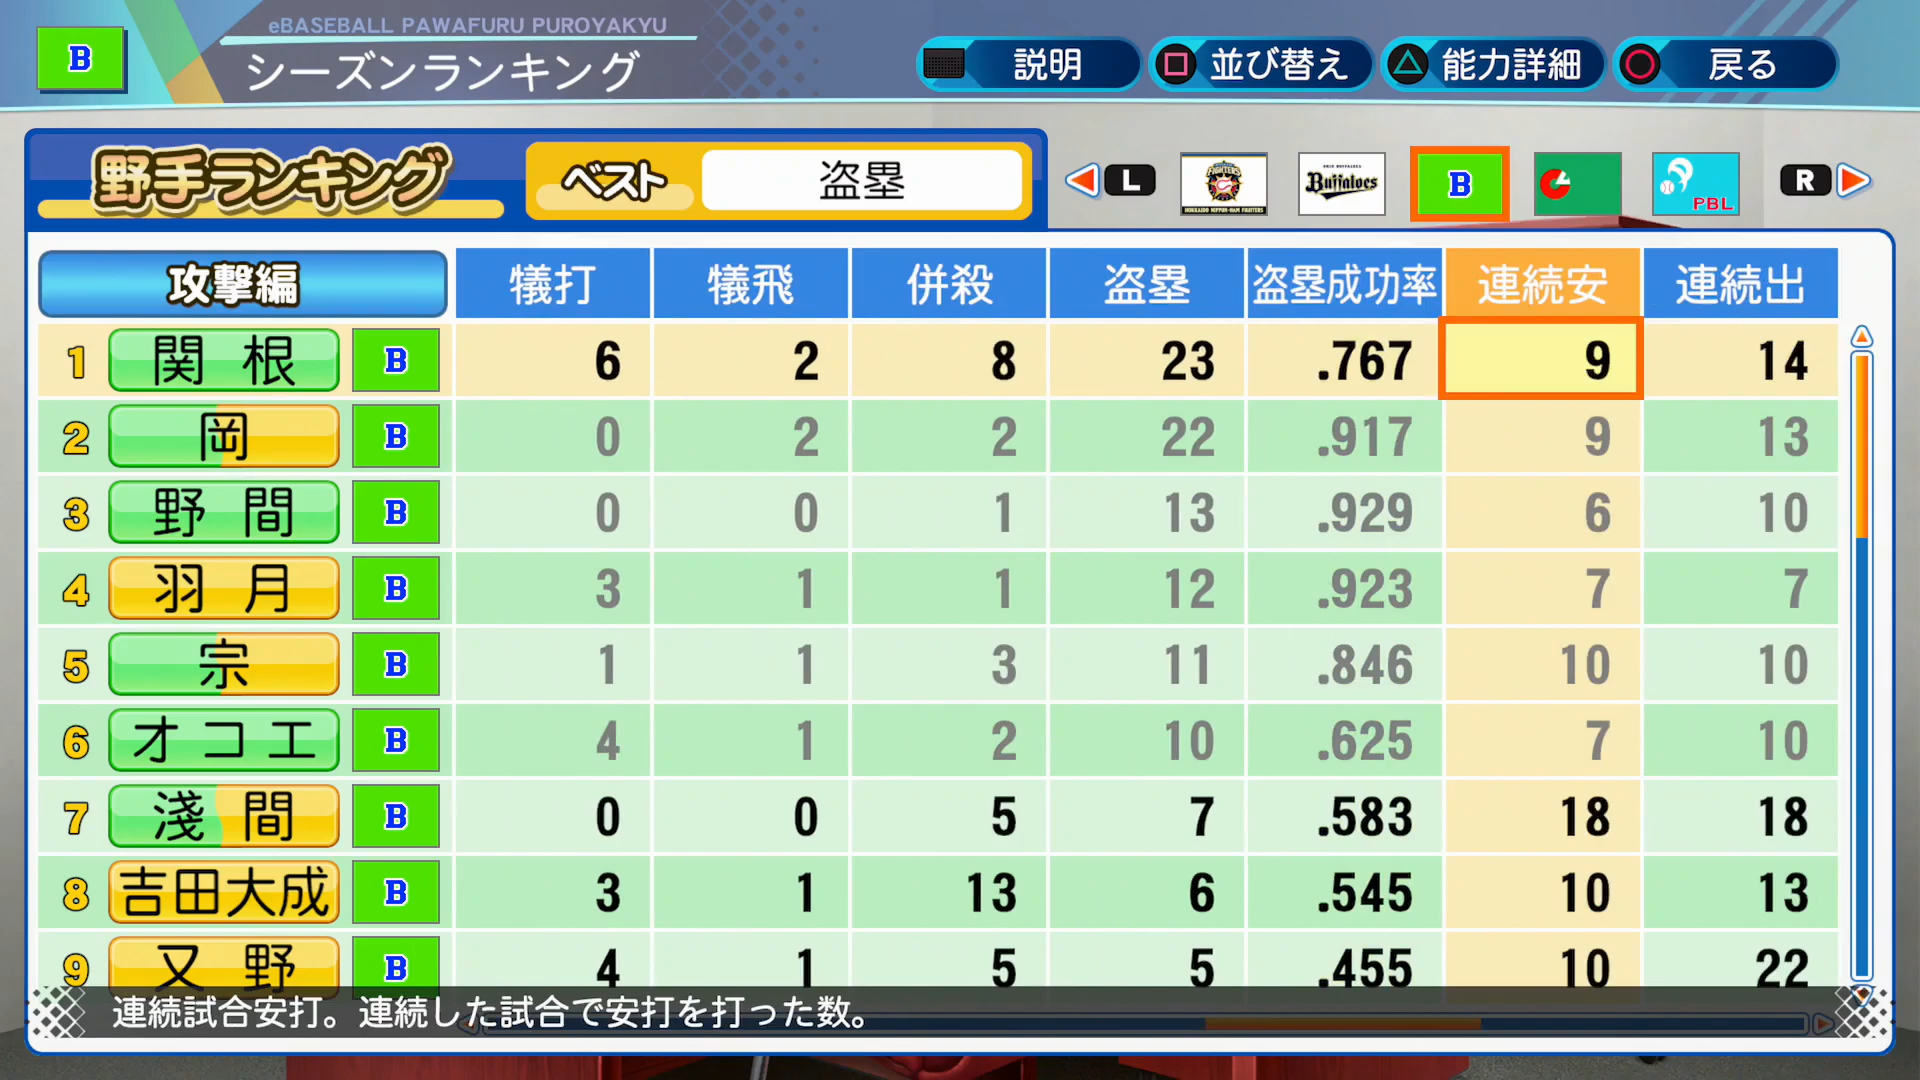 eBASEBALL PAWAFURU PUROYAKYU
B シーズンランキング 説明 並び替え 能力詳細 戻る
野手ランキング ベスト 盗塁 L FIGHTERS HOKKAIDO NIPPON-HAM FIGHTERS ORIX BUFFALOES Buffaloes B PBL R
攻撃編 犠打 犠飛 併殺 盗塁 盗塁成功率 連続安 連続出
1 関根 B 6 2 8 23 .767 9 14
2 岡 B 0 2 2 22 .917 9 13
3 野間 B 0 0 1 13 .929 6 10
4 羽月 B 3 1 1 12 .923 7 7
5 宗 B 1 1 3 11 .846 10 10
6 オコエ B 4 1 2 10 .625 7 10
7 淺間 B 0 0 5 7 .583 18 18
8 吉田大成 B 3 1 13 6 .545 10 13
9 又野 B 4 1 5 5 .455 10 22
連続試合安打。連続した試合で安打を打った数。